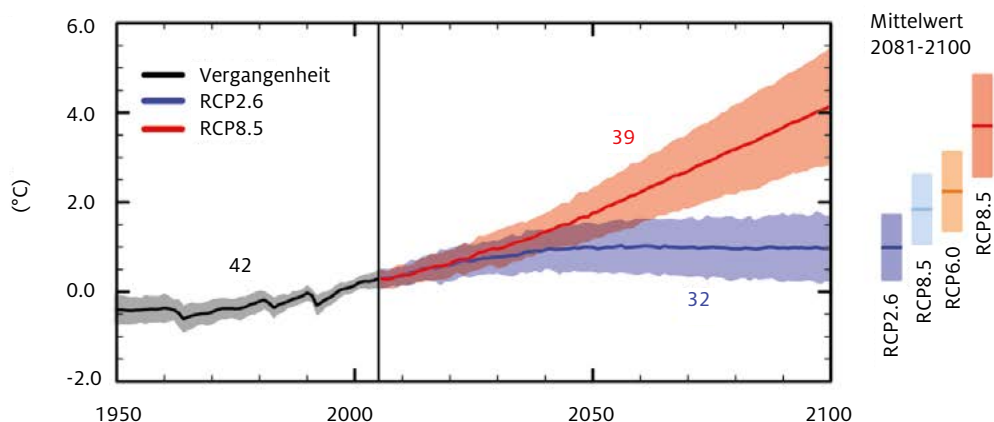 6.0
4.0
2.0
0.0
-2.0
(°C)
Vergangenheit
RCP2.6
RCP8.5
42
39
32
1950
2000
2050
2100
Mittelwert
2081-2100
RCP2.6
RCP8.5
RCP6.0
RCP8.5